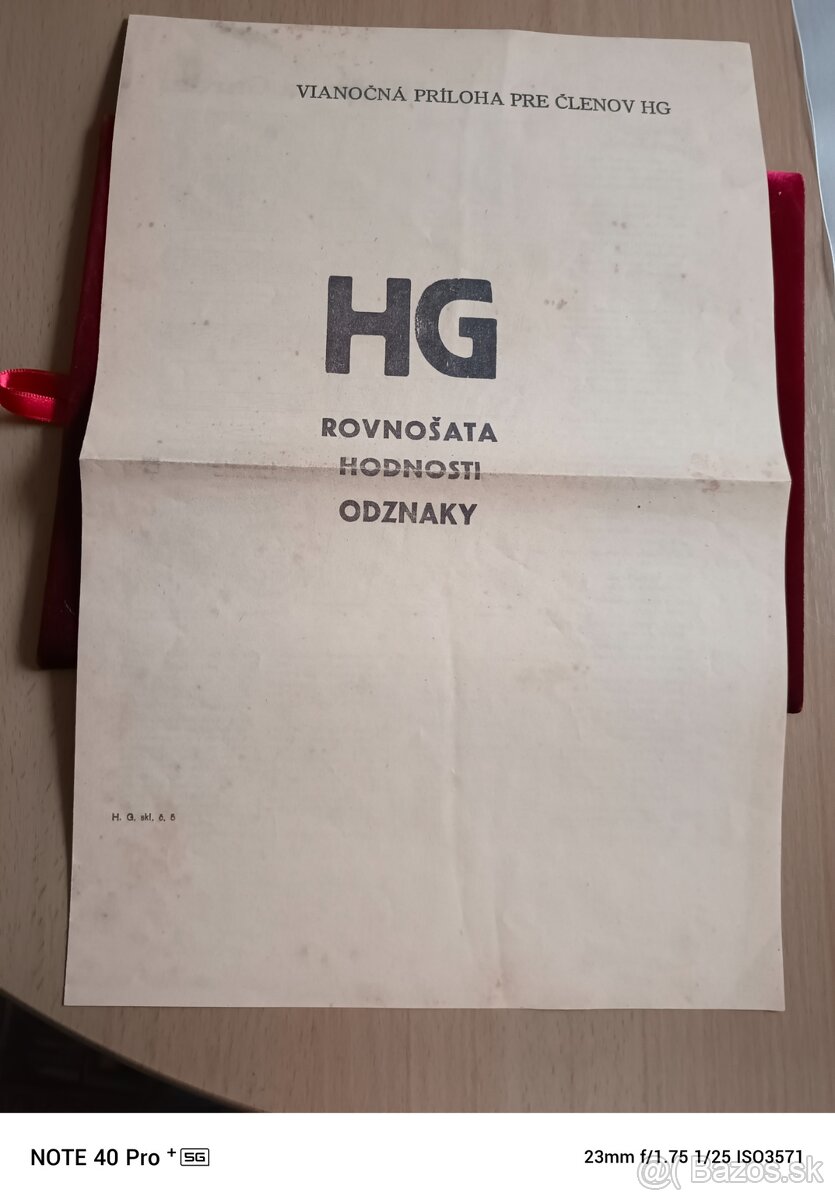 VIANOČNÁ PRÍLOHA PRE ČLENOV HG
HG
ROVNOŠATA
HODNOSTI
ODZNAKY
H. G. skl. č. 5
NOTE 40 Pro+ 5G
23mm f/1.75 1/25 ISO3571
Bazos.sk